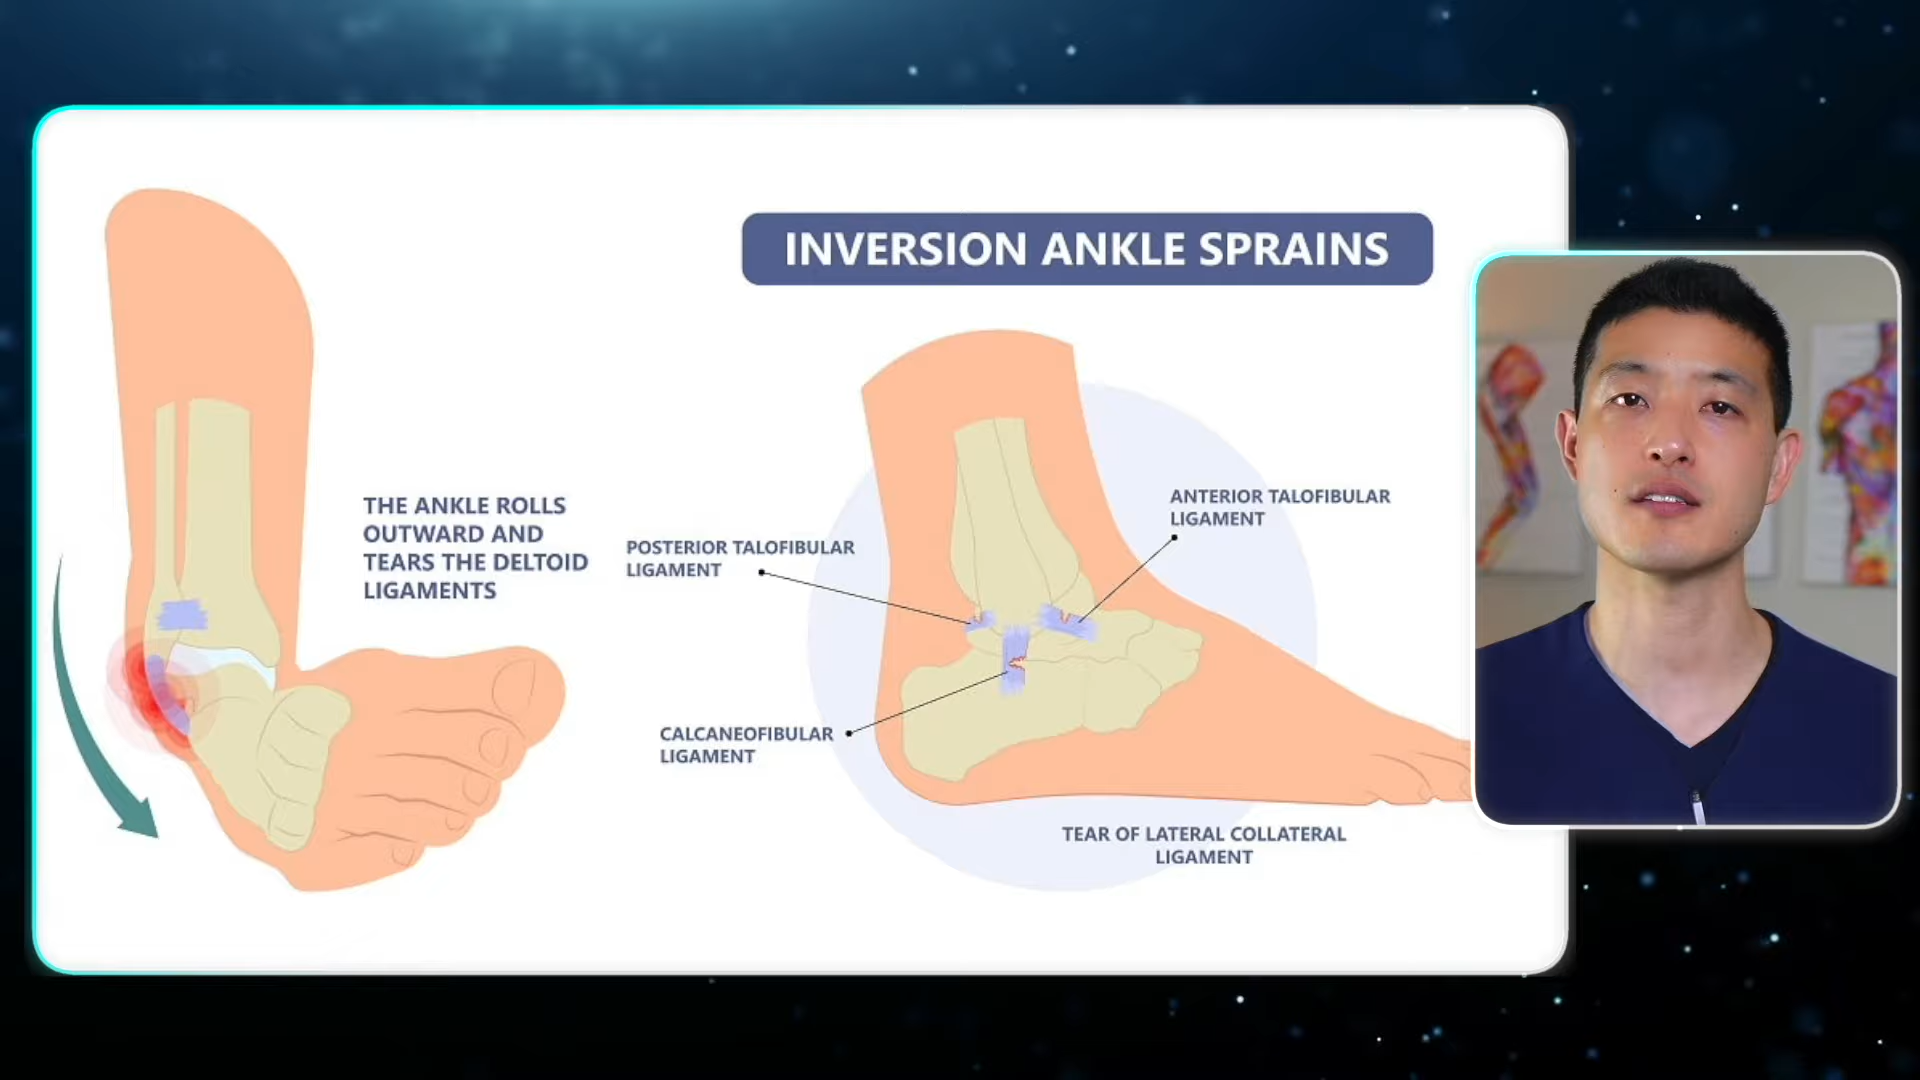 INVERSION ANKLE SPRAINS
THE ANKLE ROLLS
OUTWARD AND
TEARS THE DELTOID
LIGAMENTS
POSTERIOR TALOFIBULAR
LIGAMENT
ANTERIOR TALOFIBULAR
LIGAMENT
CALCANEOFIBULAR
LIGAMENT
TEAR OF LATERAL COLLATERAL
LIGAMENT